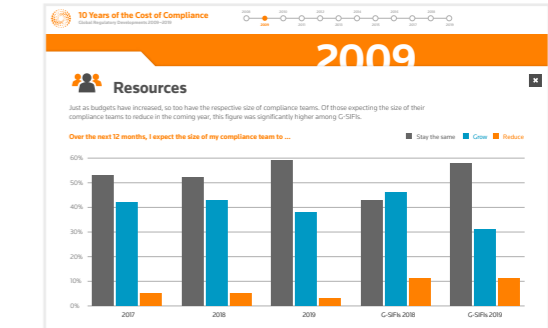 10 Years of the Cost of Compliance
Global Regulatory Developments 2009–2019
2009
2009
Resources
Just as budgets have increased, so too have the respective size of compliance teams. Of those expecting the size of their
compliance teams to reduce in the coming year, this figure was significantly higher among G-SIFIs.
Over the next 12 months, I expect the size of my compliance team to ...
Stay the same Grow Reduce
60%
50%
40%
30%
20%
10%
0%
2017 2018 2019 G-SIFIs 2018 G-SIFIs 2019